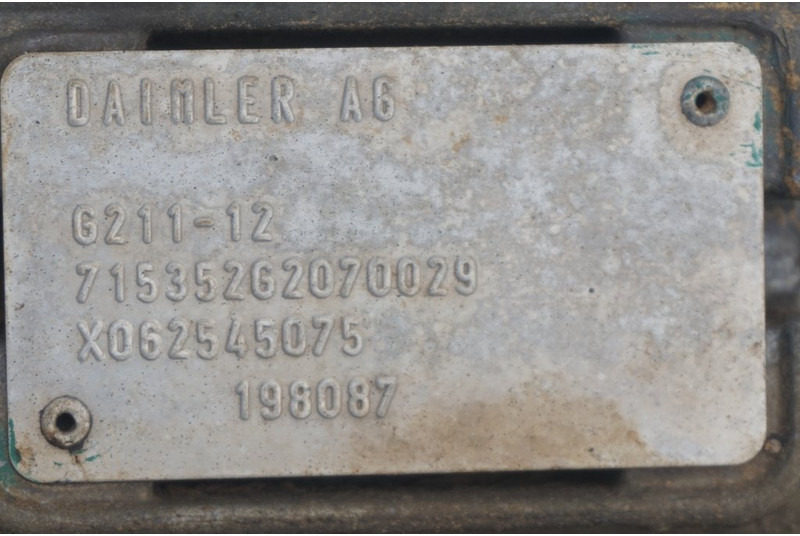 DAIMLER AG
G211-12
715352G2070029
X062545075
198087